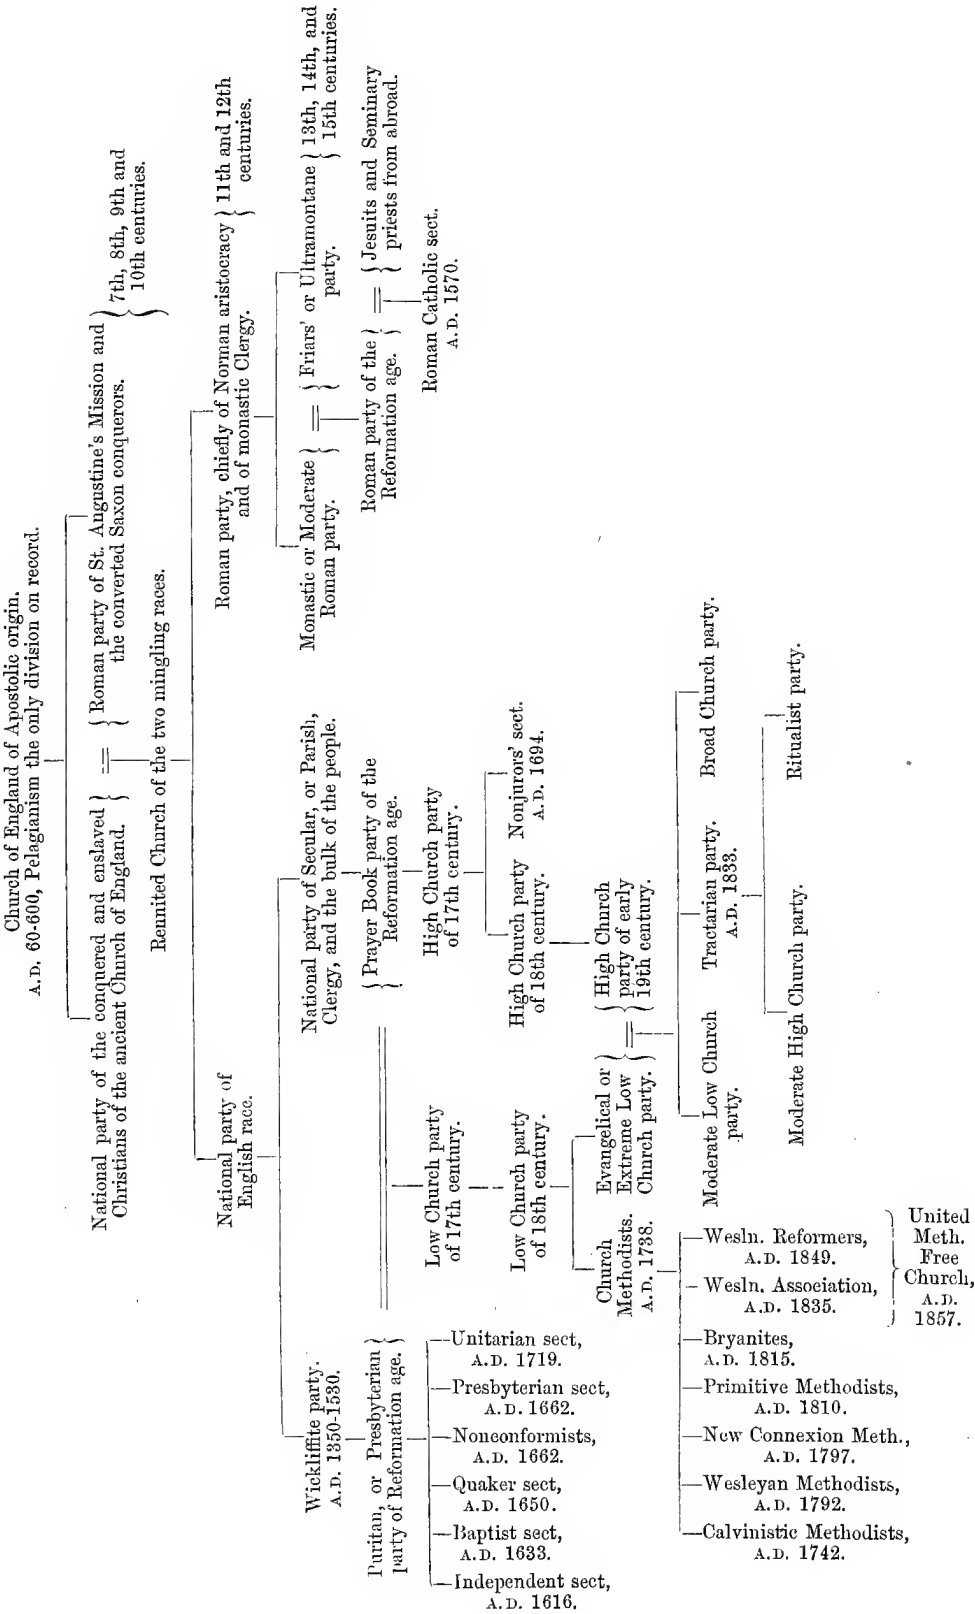 Church of England of Apostolic origin.
A.D. 60-600, Pelagianism the only division on record.
National party of the conquered and enslaved
Christians of the ancient Church of England.
Roman party of St. Angustine's Mission and
the converted Saxon conquerors.
7th, 8th, 9th and
10th centuries.
Rennited Church of the two mingling races.
National party of
English race.
Roman party, chiefly of Norman aristocracy
and of monastic Clergy.
11th and 12th
centuries.
Wickliffite party.
A.D. 1350-1530.
National party of Secular, or Parish,
Clergy, and the bulk of the people.
Monastic or Moderate
Roman party.
Friars' or Ultramontane
party.
13th, 14th, and
15th centuries.
Puritan, or Presbyterian
party of Reformation age.
Prayer Book party of the
Reformation age.
Roman party of the
Reformation age.
Jesuits and Seminary
priests from abroad.
Roman Catholic sect.
A.D. 1570.
Unitarian sect,
A.D. 1719.
Presbyterian sect,
A.D. 1662.
Nonconformists,
A.D. 1662.
Quaker sect,
A.D. 1650.
Baptist sect,
A.D. 1633.
Independent sect,
A.D. 1616.
Low Church party
of 17th century.
High Church party
of 17th century.
Low Church party
of 18th century.
High Church party
of 18th century.
Nonjurors' sect.
A.D. 1694.
Church
Methodists.
A.D. 1738.
Evangelical or
Extreme Low
Church party.
High Church
party of early
19th century.
Wesln. Reformers,
A.D. 1849.
Wesln. Association,
A.D. 1835.
United
Meth.
Free
Church,
A.D.
1857.
Bryanites,
A.D. 1815.
Primitive Methodists,
A.D. 1810.
New Connexion Meth.,
A.D. 1797.
Wesleyan Methodists,
A.D. 1792.
Calvinistic Methodists,
A.D. 1742.
Moderate Low Church
party.
Tractarian party.
A.D. 1833.
Broad Church party.
Moderate High Church party.
Ritualist party.